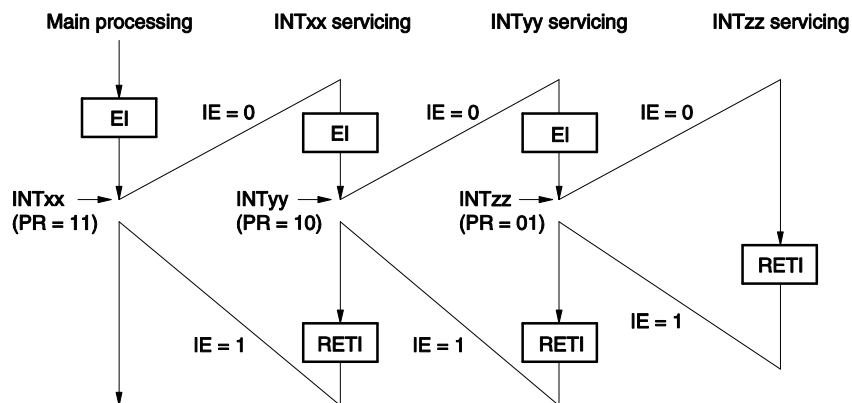 Main processing
INTxx servicing
INTyy servicing
INTzz servicing
EI
IE = 0
EI
IE = 0
EI
IE = 0
INTxx
(PR = 11)
INTyy
(PR = 10)
INTzz
(PR = 01)
RETI
IE = 1
RETI
IE = 1
RETI
IE = 1